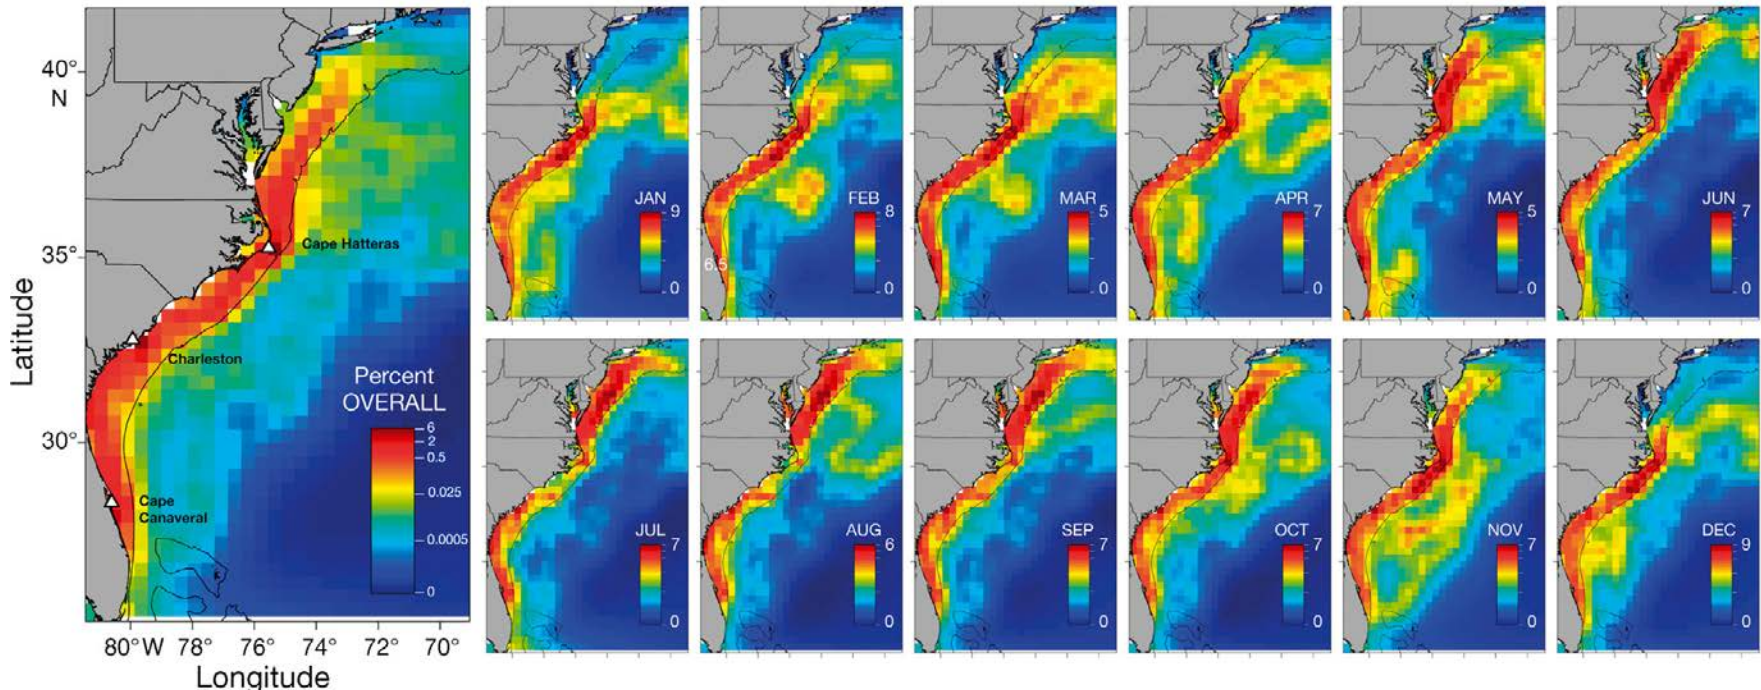 Latitude
Longitude
40°
N
35°
30°
80°W 78° 76° 74° 72° 70°
Cape Hatteras
Charleston
Cape
Canaveral
Percent
OVERALL
6
2
0.5
0.025
0.0005
0
JAN
9
0
FEB
8
0
6.5
MAR
5
0
APR
7
0
MAY
5
0
JUN
7
0
JUL
7
0
AUG
6
0
SEP
7
0
OCT
7
0
NOV
7
0
DEC
9
0